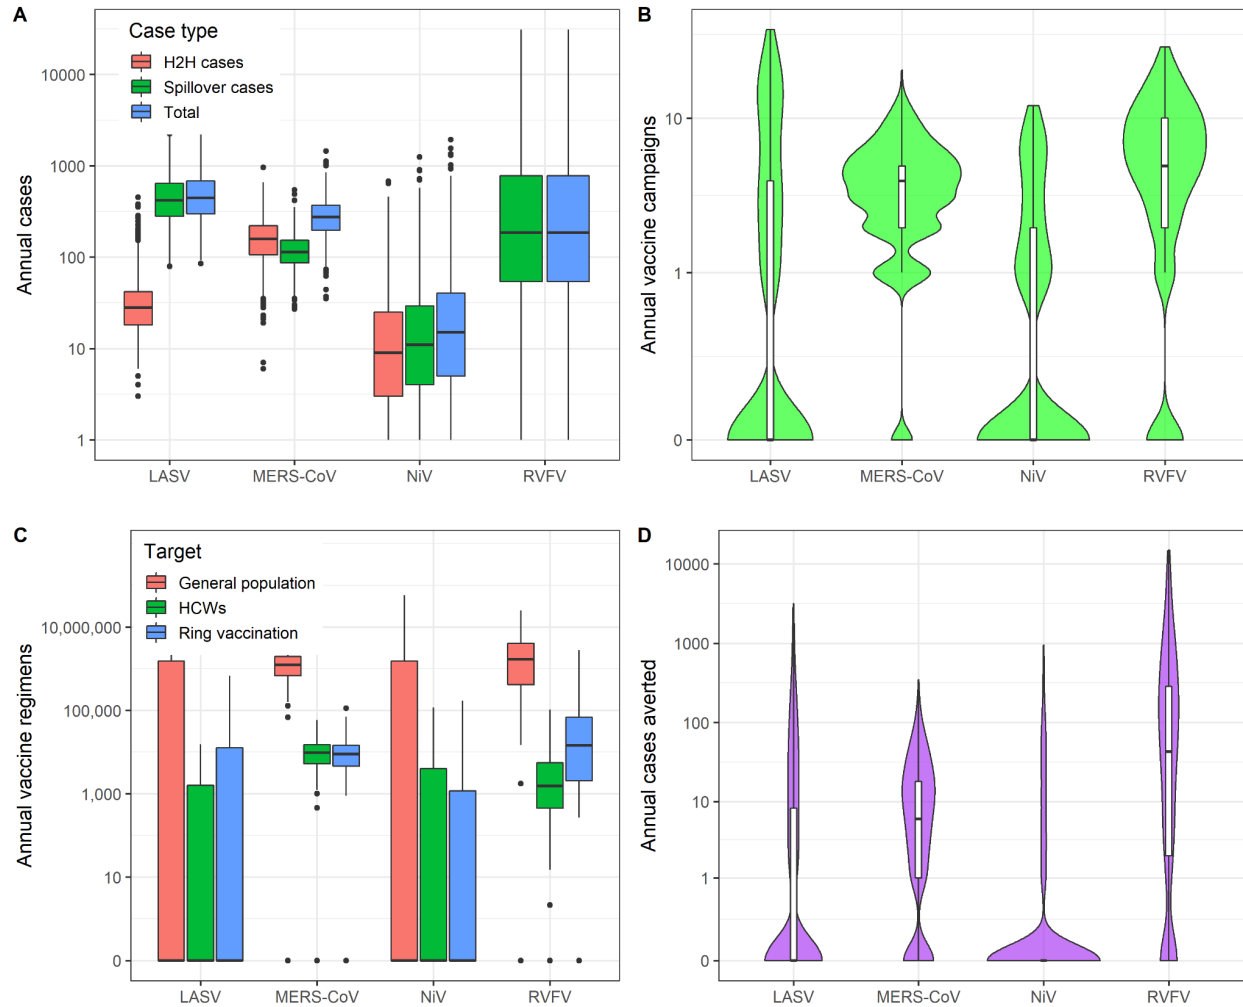 A
Case type
H2H cases
Spillover cases
Total
10000
1000
100
10
1
Annual cases
LASV MERS-CoV NiV RVFV
B
10
1
0
Annual vaccine campaigns
LASV MERS-CoV NiV RVFV
C
Target
General population
HCWs
Ring vaccination
10,000,000
100,000
1,000
10
0
Annual vaccine regimens
LASV MERS-CoV NiV RVFV
D
10000
1000
100
10
1
0
Annual cases averted
LASV MERS-CoV NiV RVFV